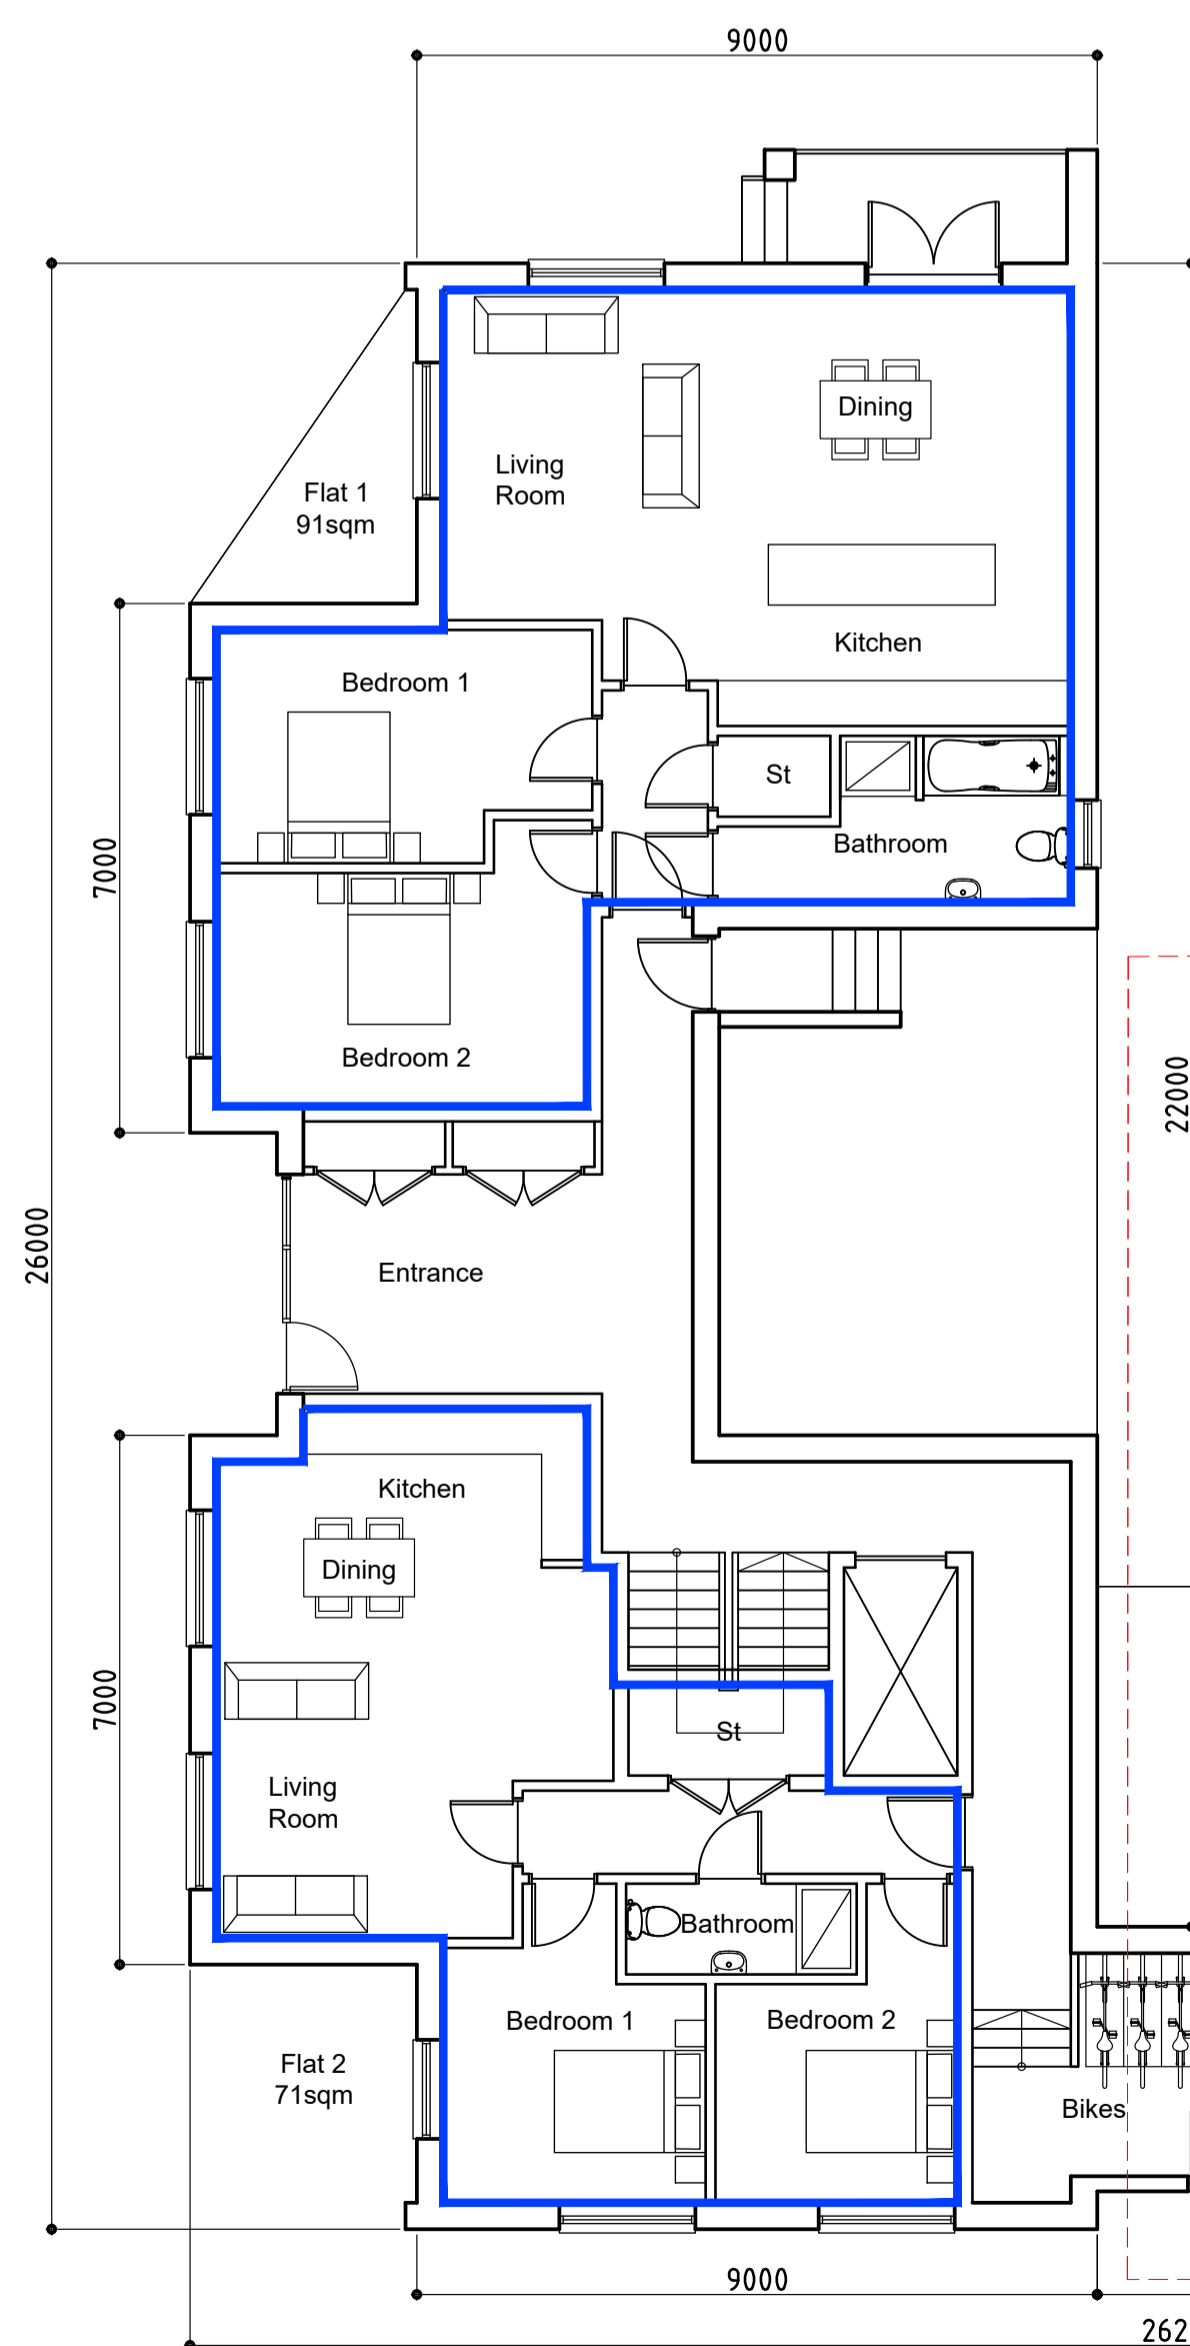 9000
Dining
Living
Room
Flat 1
91sqm
Kitchen
Bedroom 1
St
Bathroom
7000
Bedroom 2
22000
26000
Entrance
Kitchen
Dining
7000
St
Living
Room
Bathroom
Bedroom 1
Bedroom 2
Flat 2
71sqm
Bikes
9000
262